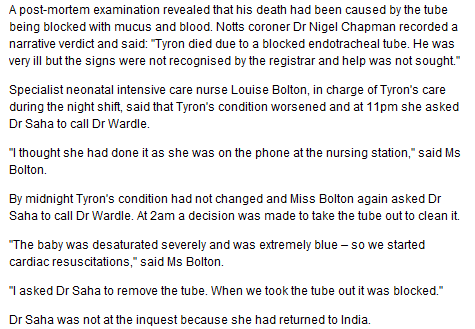 A post-mortem examination revealed that his death had been caused by the tube
being blocked with mucus and blood. Notts coroner Dr Nigel Chapman recorded a
narrative verdict and said: "Tyron died due to a blocked endotracheal tube. He was
very ill but the signs were not recognised by the registrar and help was not sought."
Specialist neonatal intensive care nurse Louise Bolton, in charge of Tyron's care
during the night shift, said that Tyron's condition worsened and at 11pm she asked
Dr Saha to call Dr Wardle.
"I thought she had done it as she was on the phone at the nursing station," said Ms
Bolton.
By midnight Tyron's condition had not changed and Miss Bolton again asked Dr
Saha to call Dr Wardle. At 2am a decision was made to take the tube out to clean it.
"The baby was desaturated severely and was extremely blue – so we started
cardiac resuscitations," said Ms Bolton.
"I asked Dr Saha to remove the tube. When we took the tube out it was blocked."
Dr Saha was not at the inquest because she had returned to India.